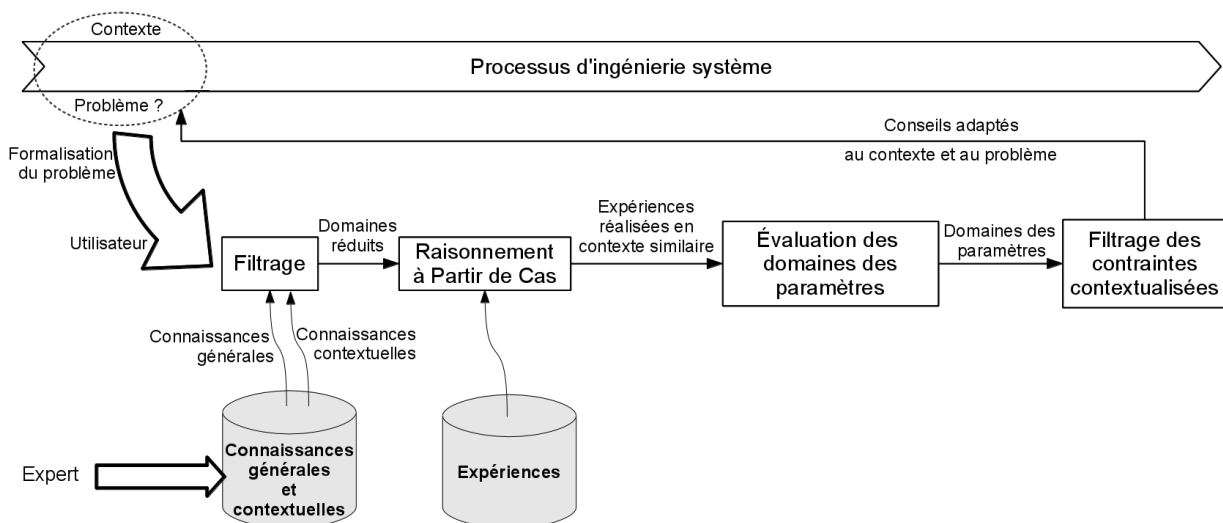 Contexte
Processus d'ingénierie système
Problème ?
Conseils adaptés
au contexte et au problème
Formalisation
du problème
Utilisateur
Filtrage
Domaines
réduits
Raisonnement
à Partir de Cas
Expériences
réalisées en
contexte similaire
Évaluation des
domaines des
paramètres
Domaines des
paramètres
Filtrage des
contraintes
contextualisées
Connaissances
générales
Connaissances
contextuelles
Expert
Connaissances
générales
et
contextuelles
Expériences